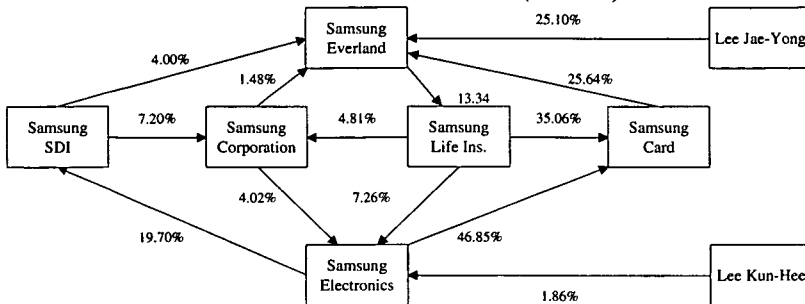 Samsung
Everland
25.10%
Lee Jae-Yong
4.00%
1.48%
25.64%
13.34
Samsung
SDI
7.20%
Samsung
Corporation
4.81%
Samsung
Life Ins.
35.06%
Samsung
Card
4.02%
7.26%
19.70%
46.85%
Samsung
Electronics
1.86%
Lee Kun-Hee